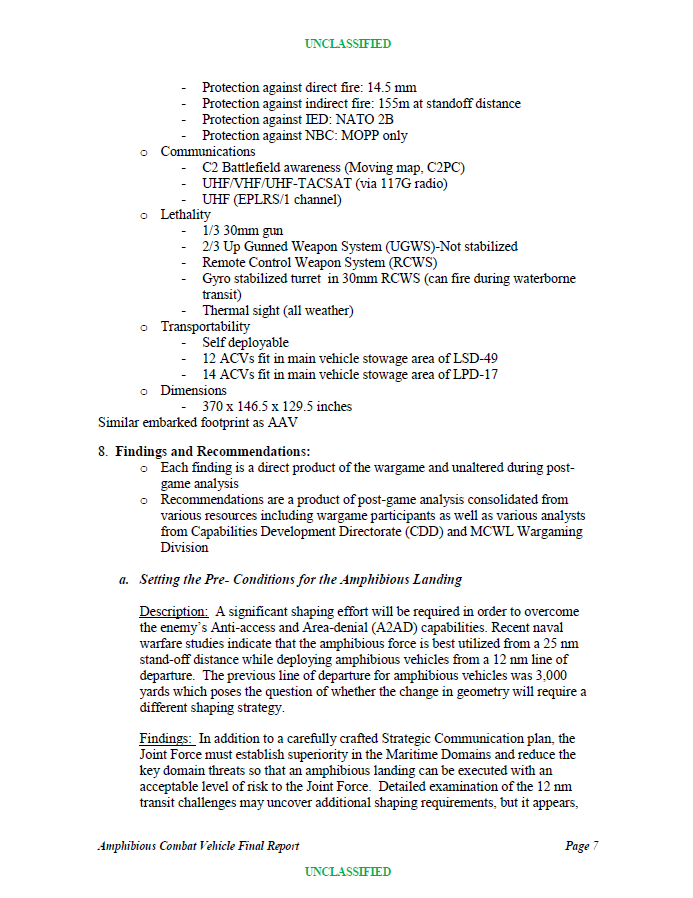 UNCLASSIFIED
- Protection against direct fire: 14.5 mm
- Protection against indirect fire: 155m at standoff distance
- Protection against IED: NATO 2B
- Protection against NBC: MOPP only
o Communications
- C2 Battlefield awareness (Moving map, C2PC)
- UHF/VHF/UHF-TACSAT (via 117G radio)
- UHF (EPLRS/1 channel)
o Lethality
- 1/3 30mm gun
- 2/3 Up Gunned Weapon System (UGWS)-Not stabilized
- Remote Control Weapon System (RCWS)
- Gyro stabilized turret in 30mm RCWS (can fire during waterborne
transit)
- Thermal sight (all weather)
o Transportability
- Self deployable
- 12 ACVs fit in main vehicle stowage area of LSD-49
- 14 ACVs fit in main vehicle stowage area of LPD-17
o Dimensions
- 370 x 146.5 x 129.5 inches
Similar embarked footprint as AAV
8. Findings and Recommendations:
o Each finding is a direct product of the wargame and unaltered during post-
game analysis
o Recommendations are a product of post-game analysis consolidated from
various resources including wargame participants as well as various analysts
from Capabilities Development Directorate (CDD) and MCWL Wargaming
Division
a. Setting the Pre- Conditions for the Amphibious Landing
Description: A significant shaping effort will be required in order to overcome
the enemy's Anti-access and Area-denial (A2AD) capabilities. Recent naval
warfare studies indicate that the amphibious force is best utilized from a 25 nm
stand-off distance while deploying amphibious vehicles from a 12 nm line of
departure. The previous line of departure for amphibious vehicles was 3,000
yards which poses the question of whether the change in geometry will require a
different shaping strategy.
Findings: In addition to a carefully crafted Strategic Communication plan, the
Joint Force must establish superiority in the Maritime Domains and reduce the
key domain threats so that an amphibious landing can be executed with an
acceptable level of risk to the Joint Force. Detailed examination of the 12 nm
transit challenges may uncover additional shaping requirements, but it appears,
Amphibious Combat Vehicle Final Report Page 7
UNCLASSIFIED